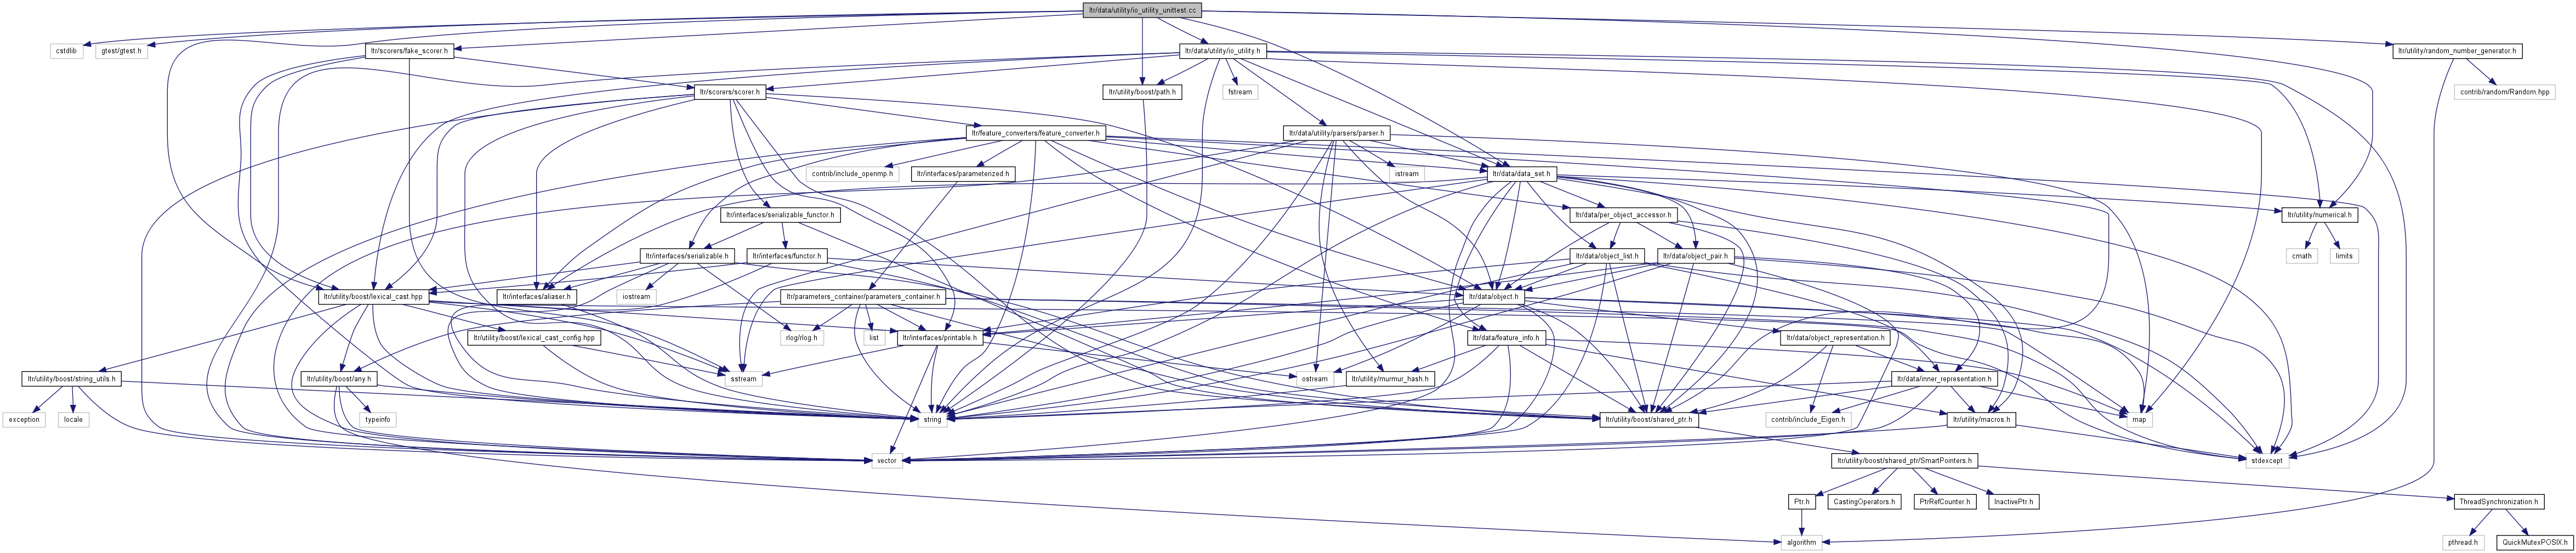 ltr/data/utility/io_utility_unittest.cc
cstdlib
gtest/gtest.h
ltr/scorers/fake_scorer.h
ltr/data/utility/io_utility.h
ltr/utility/random_number_generator.h
ltr/scorers/scorer.h
ltr/utility/boost/path.h
fstream
contrib/random/Random.hpp
ltr/feature_converters/feature_converter.h
ltr/data/utility/parsers/parser.h
contrib/include_openmp.h
ltr/interfaces/parameterized.h
istream
ltr/data/data_set.h
ltr/interfaces/serializable_functor.h
ltr/data/per_object_accessor.h
ltr/utility/numerical.h
ltr/interfaces/serializable.h
ltr/interfaces/functor.h
ltr/data/object_list.h
ltr/data/object_pair.h
cmath
limits
ltr/utility/boost/lexical_cast.hpp
ltr/interfaces/aliaser.h
iostream
ltr/parameters_container/parameters_container.h
ltr/data/object.h
ltr/utility/boost/lexical_cast_config.hpp
rlog/rlog.h
list
ltr/interfaces/printable.h
ltr/data/feature_info.h
ltr/data/object_representation.h
ltr/utility/boost/string_utils.h
ltr/utility/boost/any.h
sstream
ostream
ltr/utility/murmur_hash.h
ltr/data/inner_representation.h
exception
locale
typeinfo
string
ltr/utility/boost/shared_ptr.h
contrib/include_Eigen.h
ltr/utility/macros.h
map
vector
ltr/utility/boost/shared_ptr/SmartPointers.h
stdexcept
Ptr.h
CastingOperators.h
PtrRefCounter.h
InactivePtr.h
ThreadSynchronization.h
algorithm
pthread.h
QuickMutexPOSIX.h